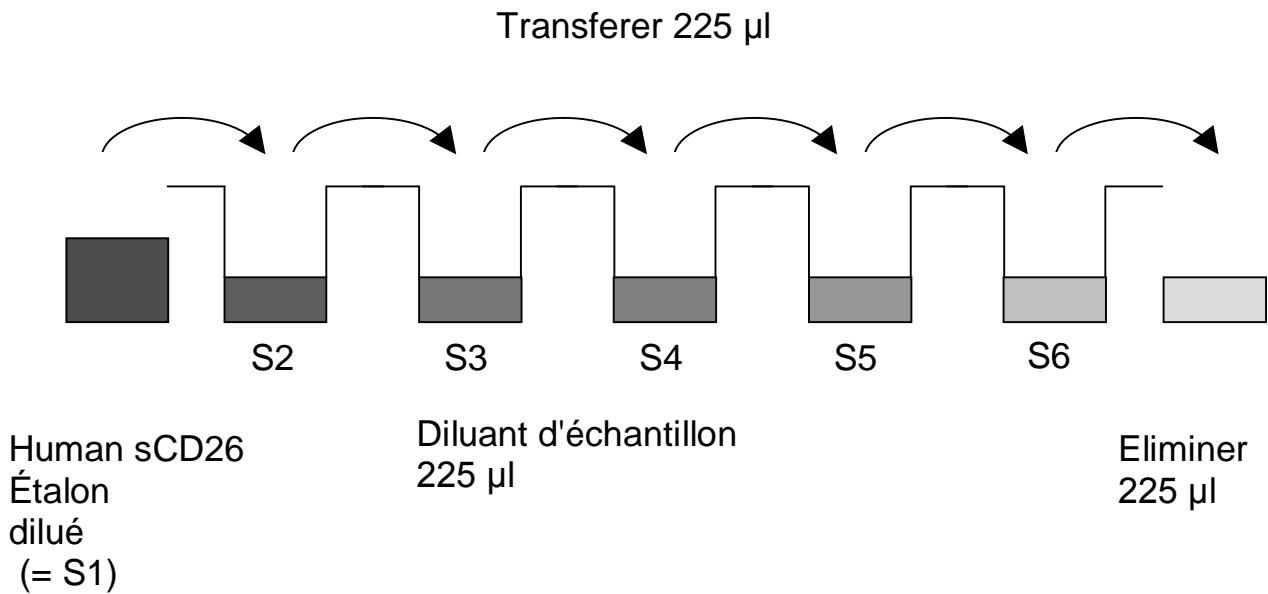 Transferer 225 µl
S2 S3 S4 S5 S6
Human sCD26
Étalon
dilué
(= S1)
Diluant d'échantillon
225 µl
Eliminer
225 µl